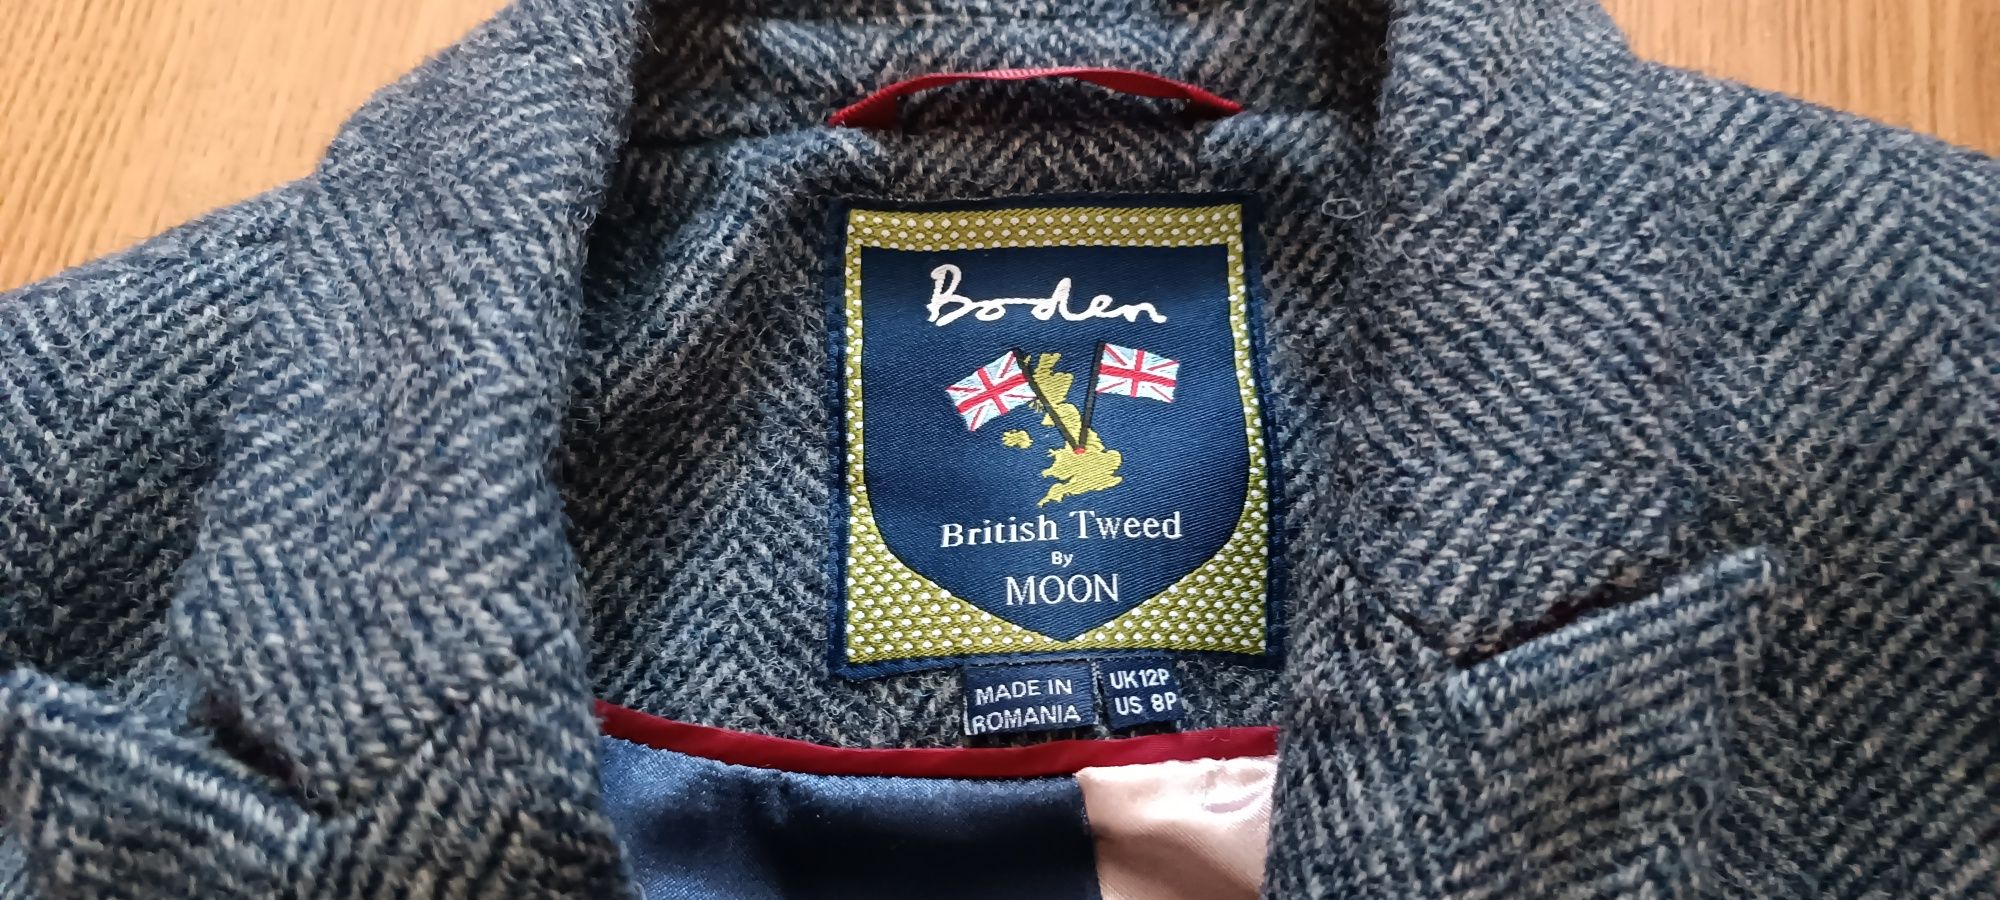 Boden
British Tweed
By
MOON
MADE IN
ROMANIA
UK12P
US 8P